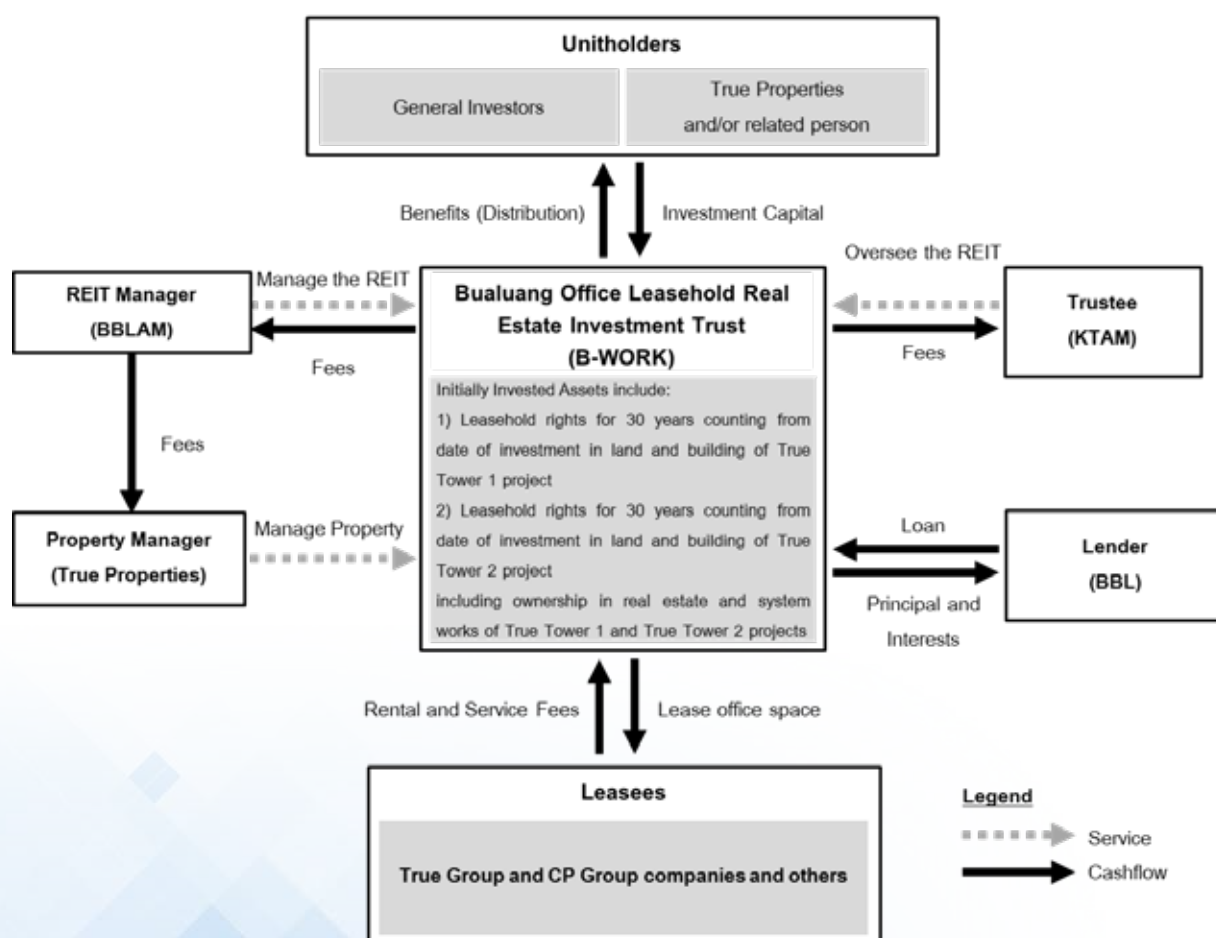 Unitholders
General Investors
True Properties
and/or related person
Benefits (Distribution)
Investment Capital
Manage the REIT
Oversee the REIT
REIT Manager
(BBLAM)
Fees
Bualuang Office Leasehold Real
Estate Investment Trust
(B-WORK)
Initially Invested Assets include:
1) Leasehold rights for 30 years counting from
date of investment in land and building of True
Tower 1 project
2) Leasehold rights for 30 years counting from
date of investment in land and building of True
Tower 2 project
including ownership in real estate and system
works of True Tower 1 and True Tower 2 projects
Trustee
(KTAM)
Fees
Fees
Property Manager
(True Properties)
Manage Property
Loan
Lender
(BBL)
Principal and
Interests
Rental and Service Fees
Lease office space
Leasees
True Group and CP Group companies and others
Legend
Service
Cashflow